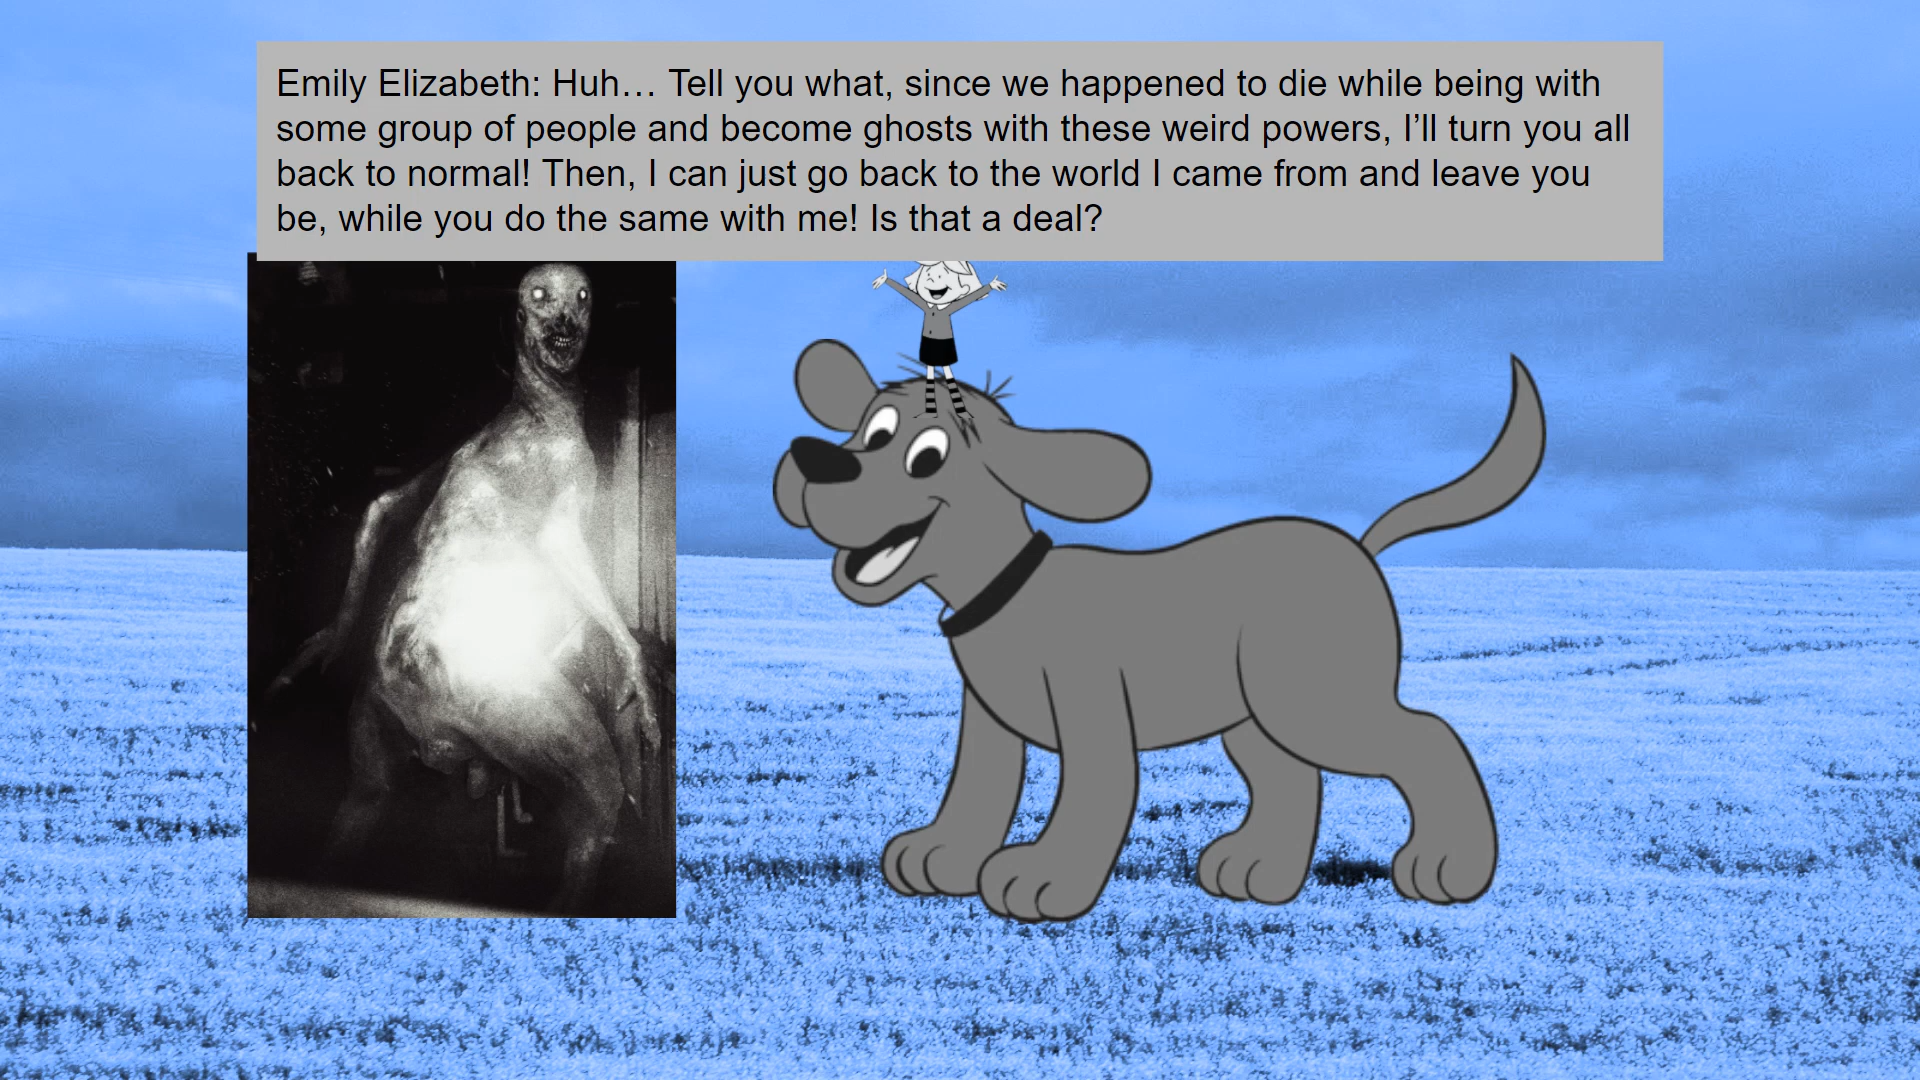 Emily Elizabeth: Huh… Tell you what, since we happened to die while being with
some group of people and become ghosts with these weird powers, I’ll turn you all
back to normal! Then, I can just go back to the world I came from and leave you
be, while you do the same with me! Is that a deal?